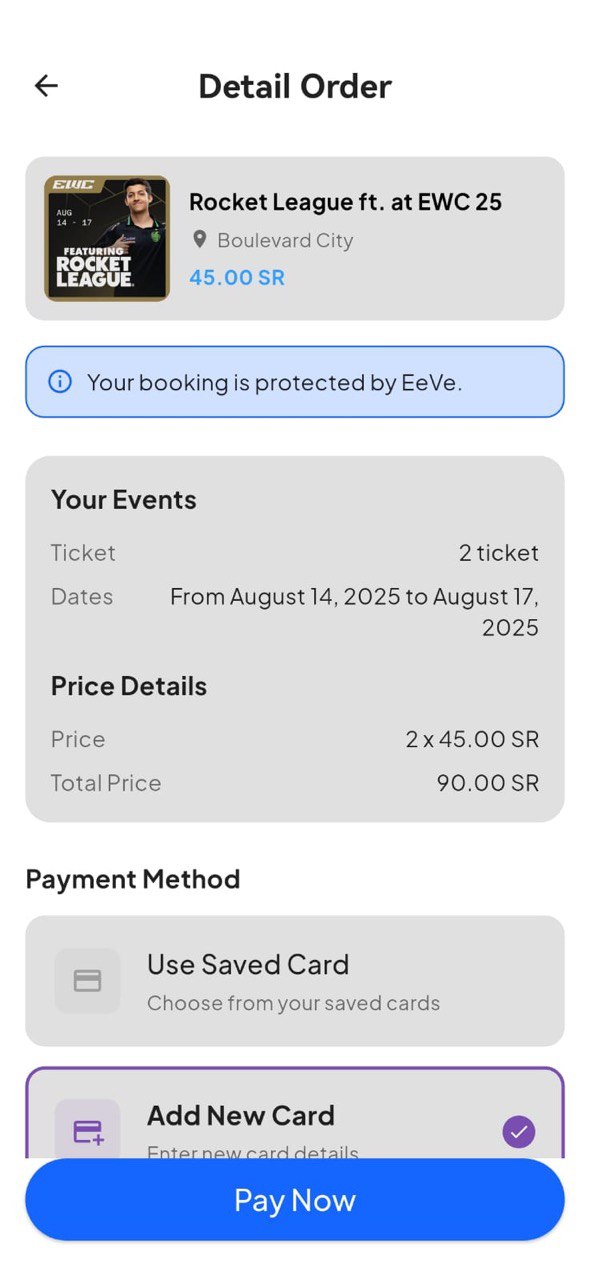 Detail Order
EWC
AUG
14 - 17
FEATURING
ROCKET
LEAGUE
Rocket League ft. at EWC 25
Boulevard City
45.00 SR
Your booking is protected by EeVe.
Your Events
Ticket 2 ticket
Dates From August 14, 2025 to August 17,
2025
Price Details
Price 2 x 45.00 SR
Total Price 90.00 SR
Payment Method
Use Saved Card
Choose from your saved cards
Add New Card
Enter new card details
Pay Now